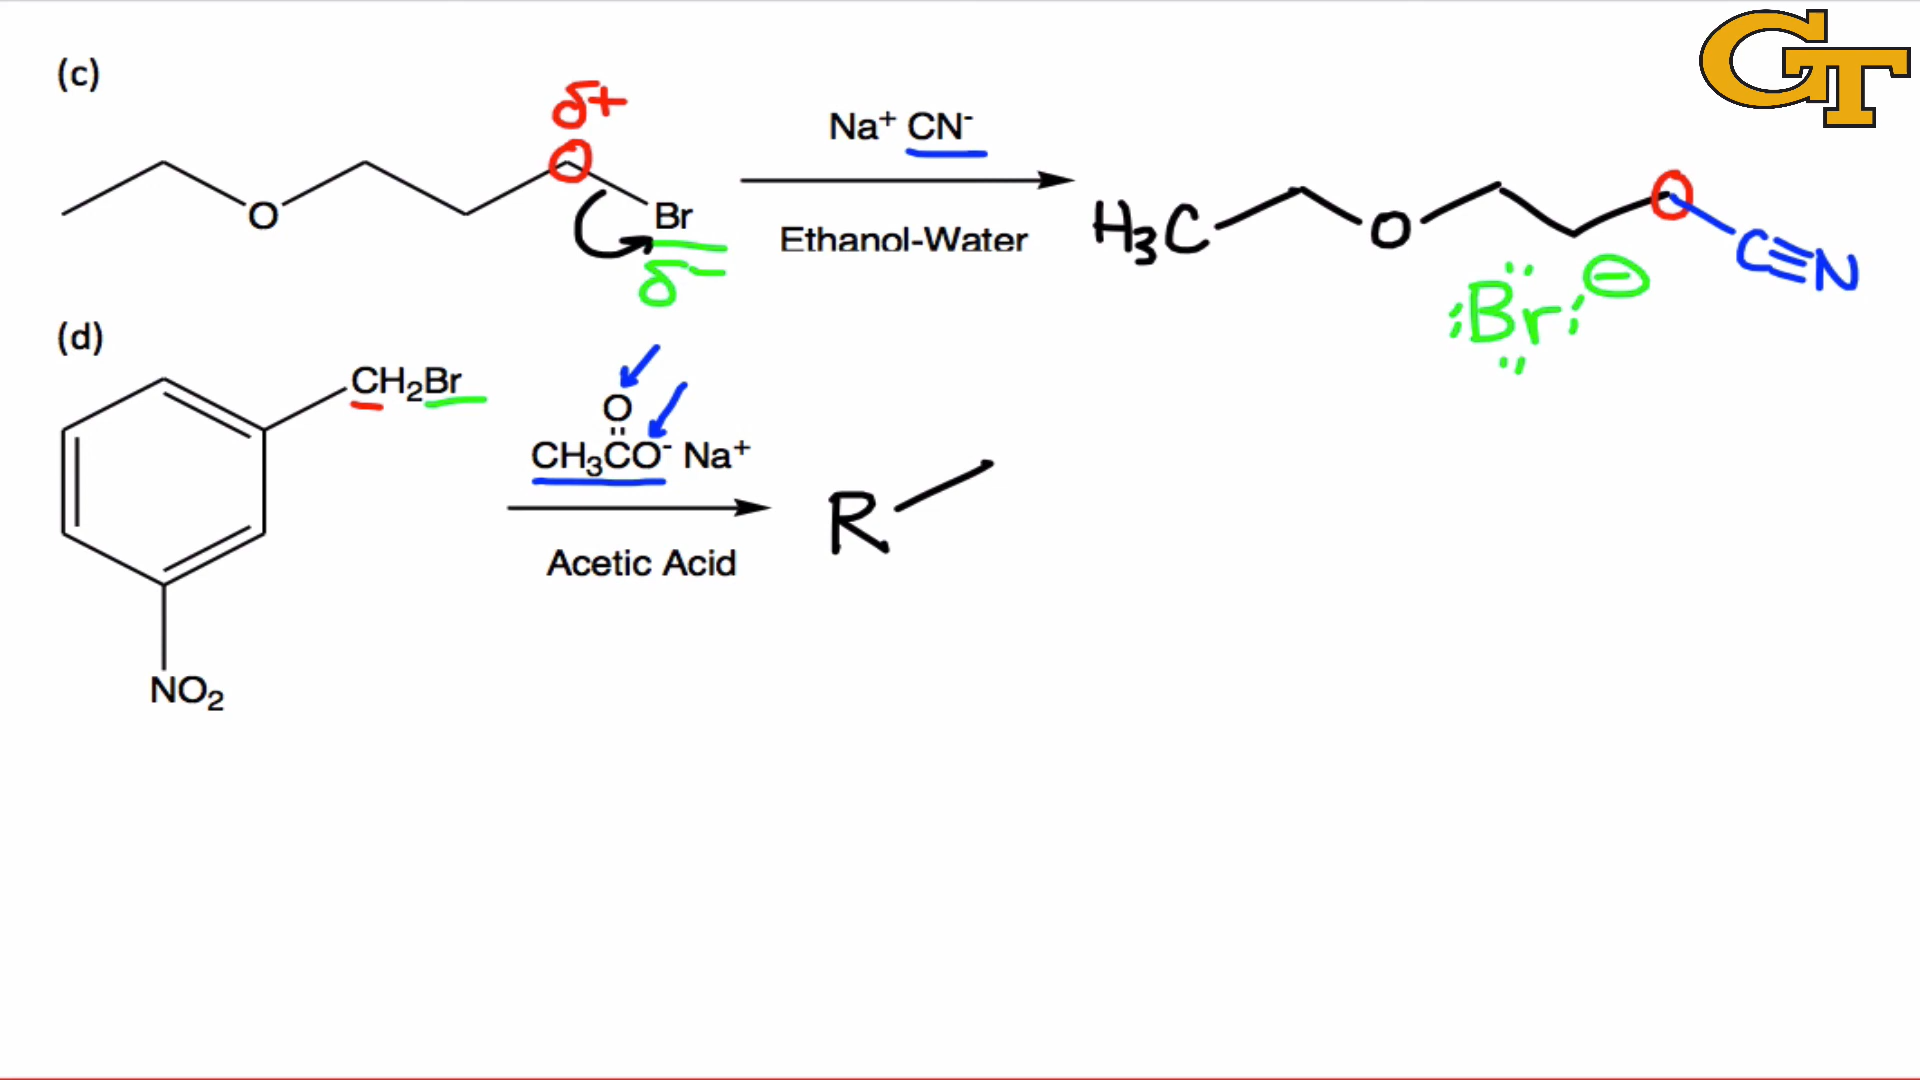 (c)
GT
δ+
Na⁺ CN⁻
O
Br
Ethanol-Water
H₃C
O
C≡N
δ−
:Br: ⊖
(d)
CH₂Br
O
CH₃CO⁻ Na⁺
R
Acetic Acid
NO₂